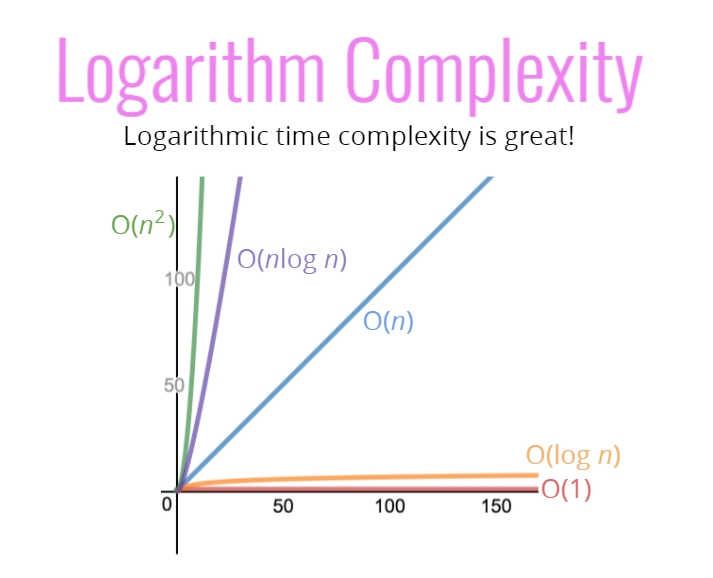 Logarithm Complexity
Logarithmic time complexity is great!
O(n²)
O(nlog n)
100
O(n)
50
O(log n)
O(1)
0 50 100 150